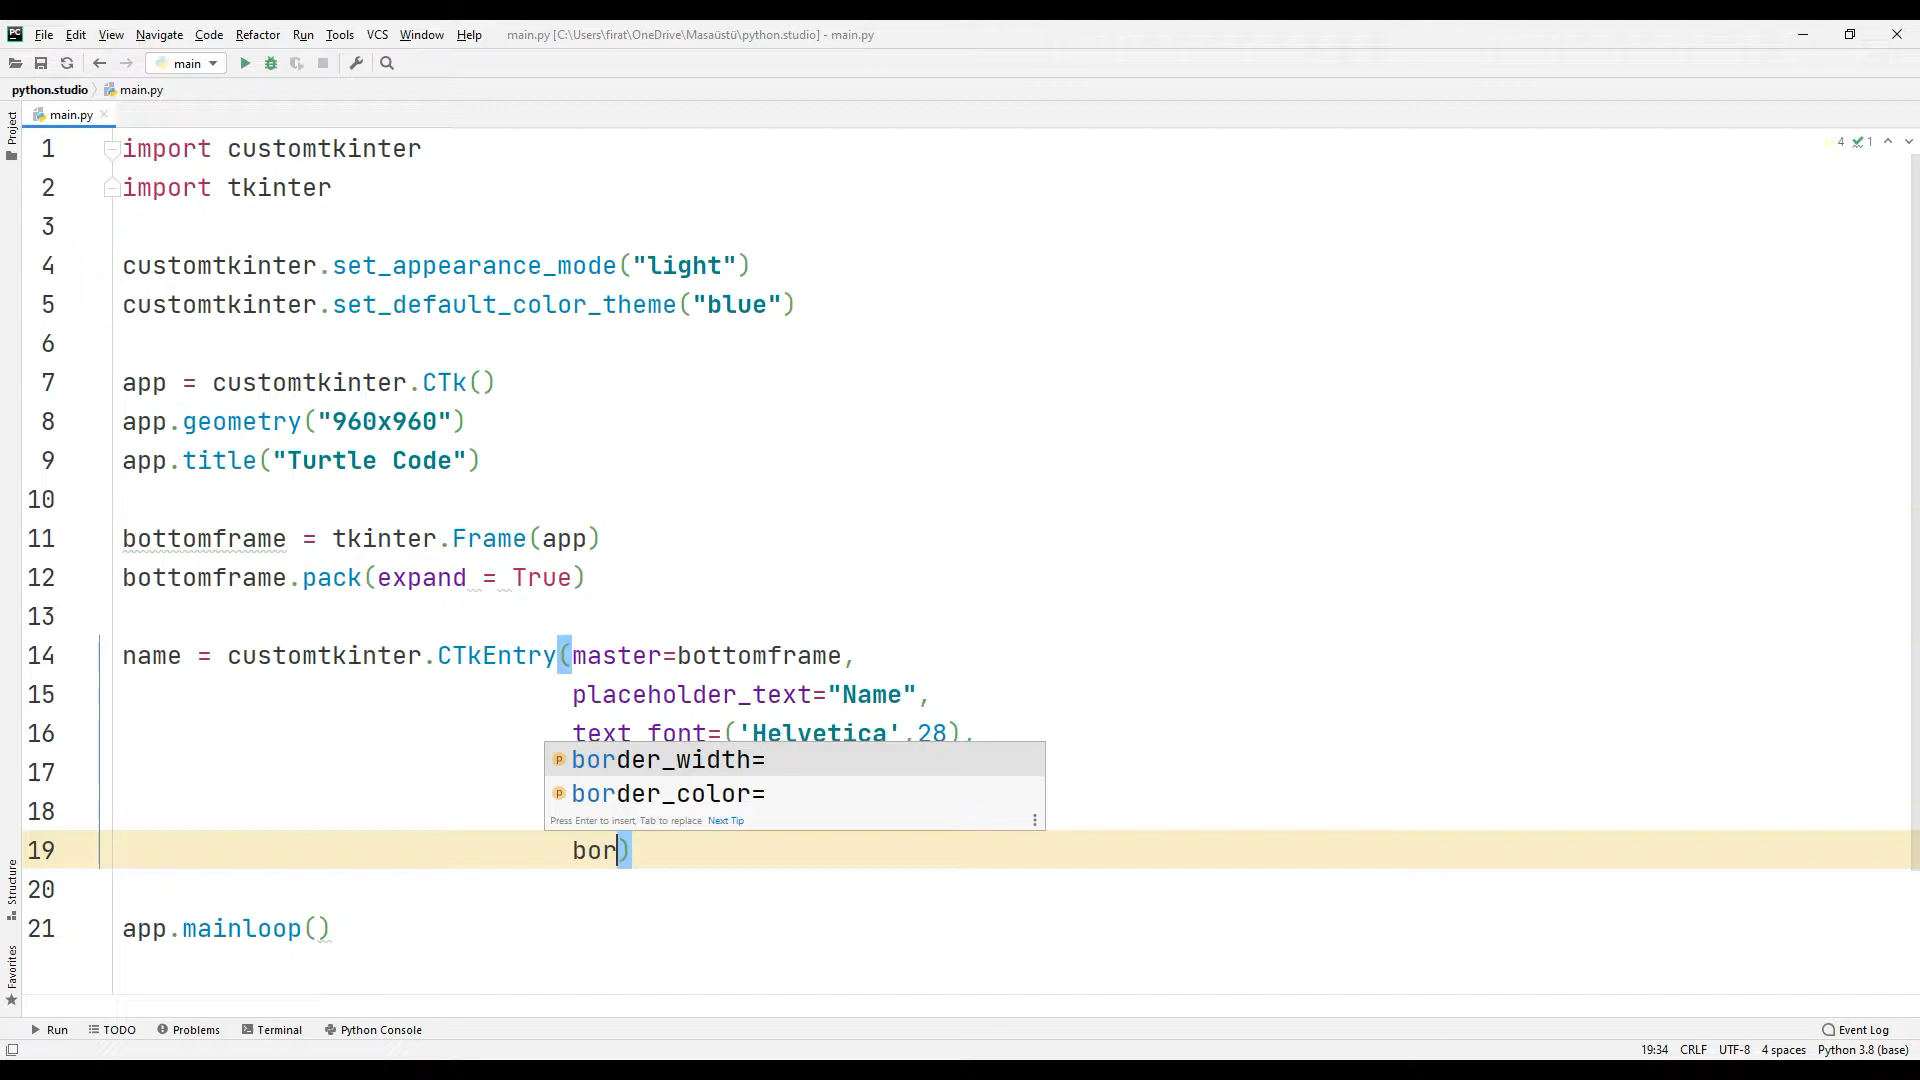 PC File Edit View Navigate Code Refactor Run Tools VCS Window Help main.py [C:\Users\firat\OneDrive\Masaüstü\python.studio] - main.py
main
python.studio main.py
main.py
Project
4 1
1 import customtkinter
2 import tkinter
3
4 customtkinter.set_appearance_mode("light")
5 customtkinter.set_default_color_theme("blue")
6
7 app = customtkinter.CTk()
8 app.geometry("960x960")
9 app.title("Turtle Code")
10
11 bottomframe = tkinter.Frame(app)
12 bottomframe.pack(expand = True)
13
14 name = customtkinter.CTkEntry(master=bottomframe,
15 placeholder_text="Name",
16 text_font=('Helvetica',28),
17
18
p border_width=
p border_color=
Press Enter to insert, Tab to replace Next Tip
19 bor)
20
21 app.mainloop()
Structure
Favorites
Run TODO Problems Terminal Python Console Event Log
19:34 CRLF UTF-8 4 spaces Python 3.8 (base)